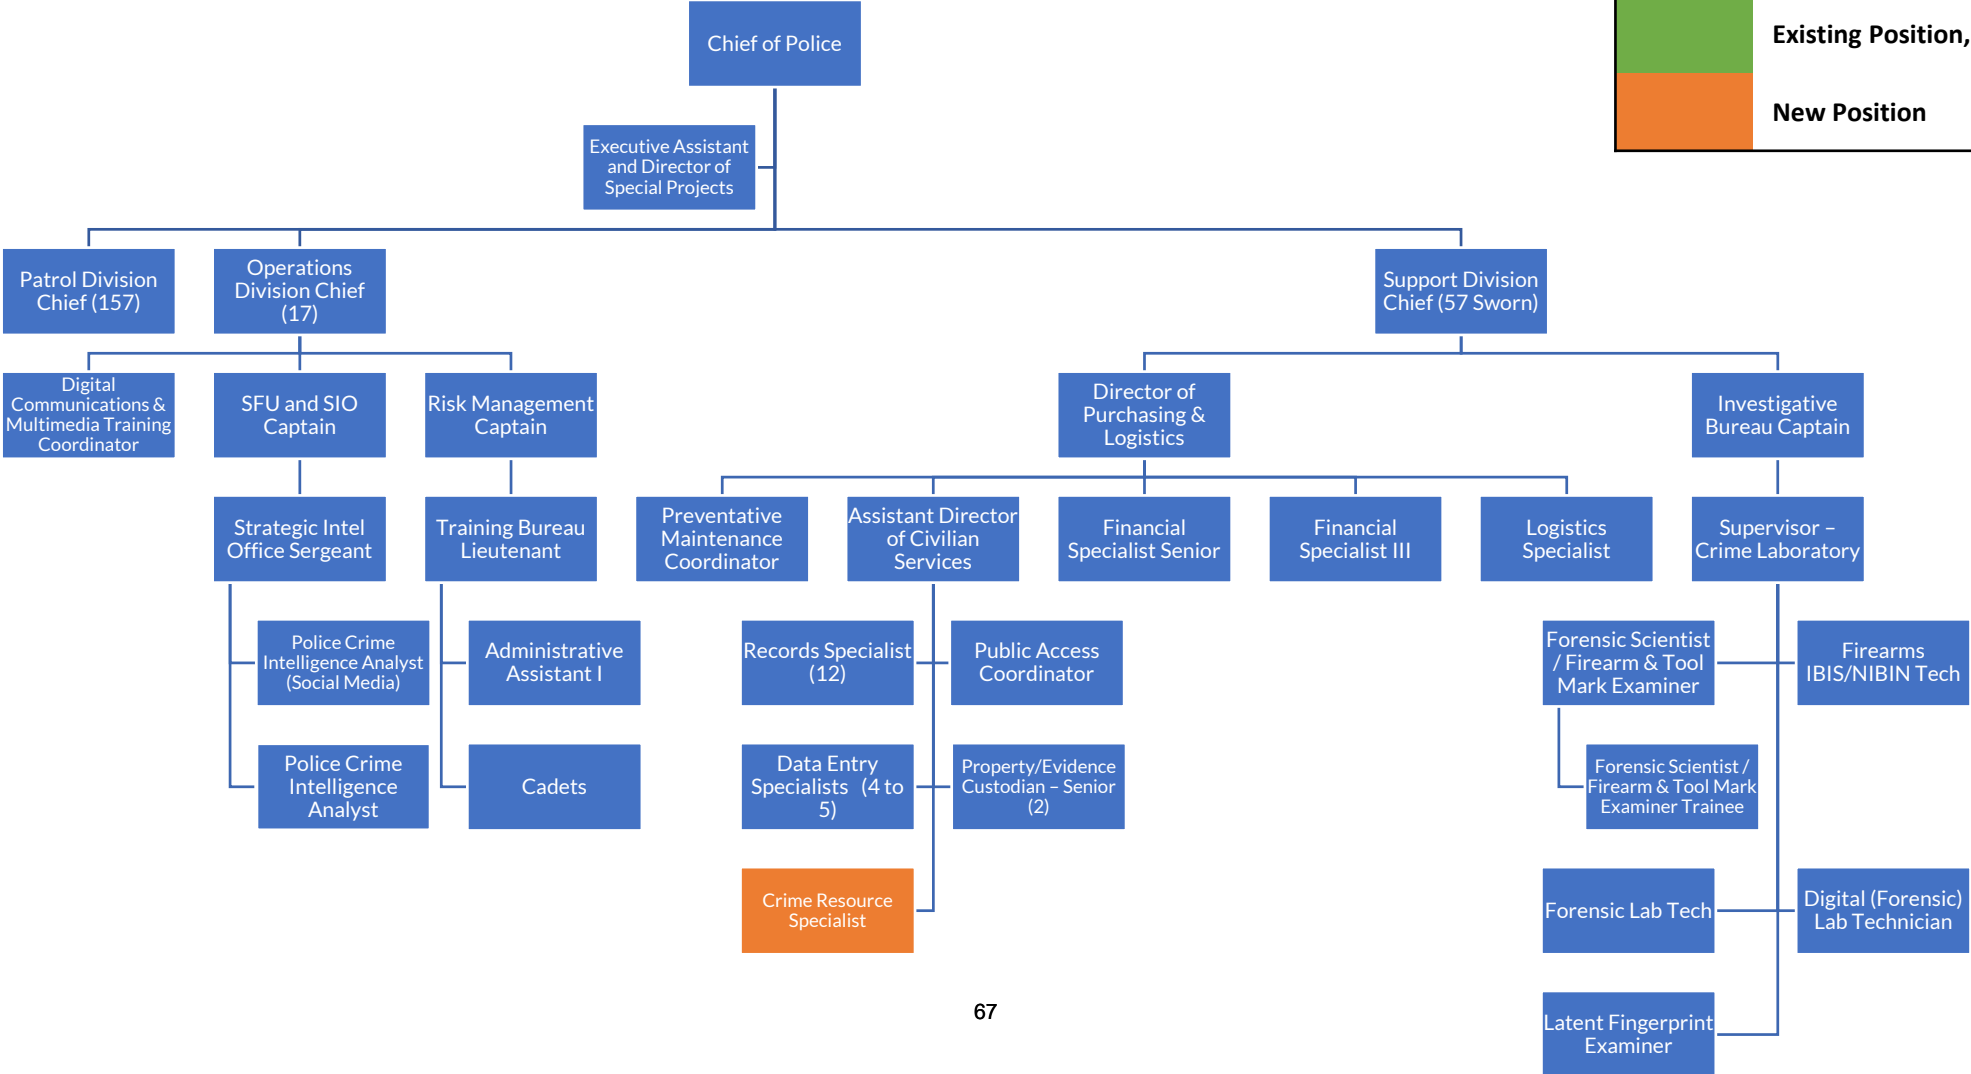 Existing Position,
New Position
Chief of Police
Executive Assistant
and Director of
Special Projects
Patrol Division
Chief (157)
Operations
Division Chief
(17)
Support Division
Chief (57 Sworn)
Digital
Communications &
Multimedia Training
Coordinator
SFU and SIO
Captain
Risk Management
Captain
Director of
Purchasing &
Logistics
Investigative
Bureau Captain
Strategic Intel
Office Sergeant
Training Bureau
Lieutenant
Preventative
Maintenance
Coordinator
Assistant Director
of Civilian
Services
Financial
Specialist Senior
Financial
Specialist III
Logistics
Specialist
Supervisor –
Crime Laboratory
Police Crime
Intelligence Analyst
(Social Media)
Administrative
Assistant I
Records Specialist
(12)
Public Access
Coordinator
Forensic Scientist
/ Firearm & Tool
Mark Examiner
Firearms
IBIS/NIBIN Tech
Police Crime
Intelligence
Analyst
Cadets
Data Entry
Specialists (4 to
5)
Property/Evidence
Custodian – Senior
(2)
Forensic Scientist /
Firearm & Tool Mark
Examiner Trainee
Crime Resource
Specialist
Forensic Lab Tech
Digital (Forensic)
Lab Technician
Latent Fingerprint
Examiner
67